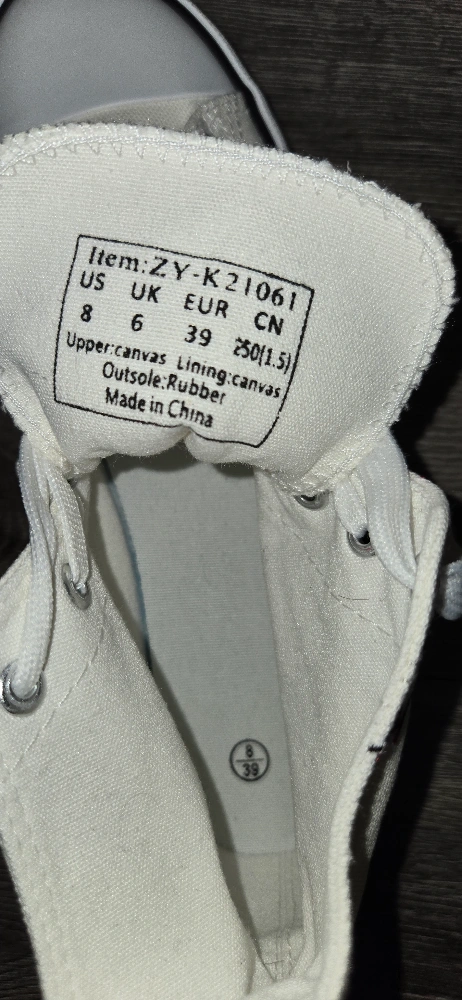 Item:ZY-K21061
US UK EUR CN
8 6 39 250(1.5)
Upper:canvas Lining:canvas
Outsole:Rubber
Made in China
8
39